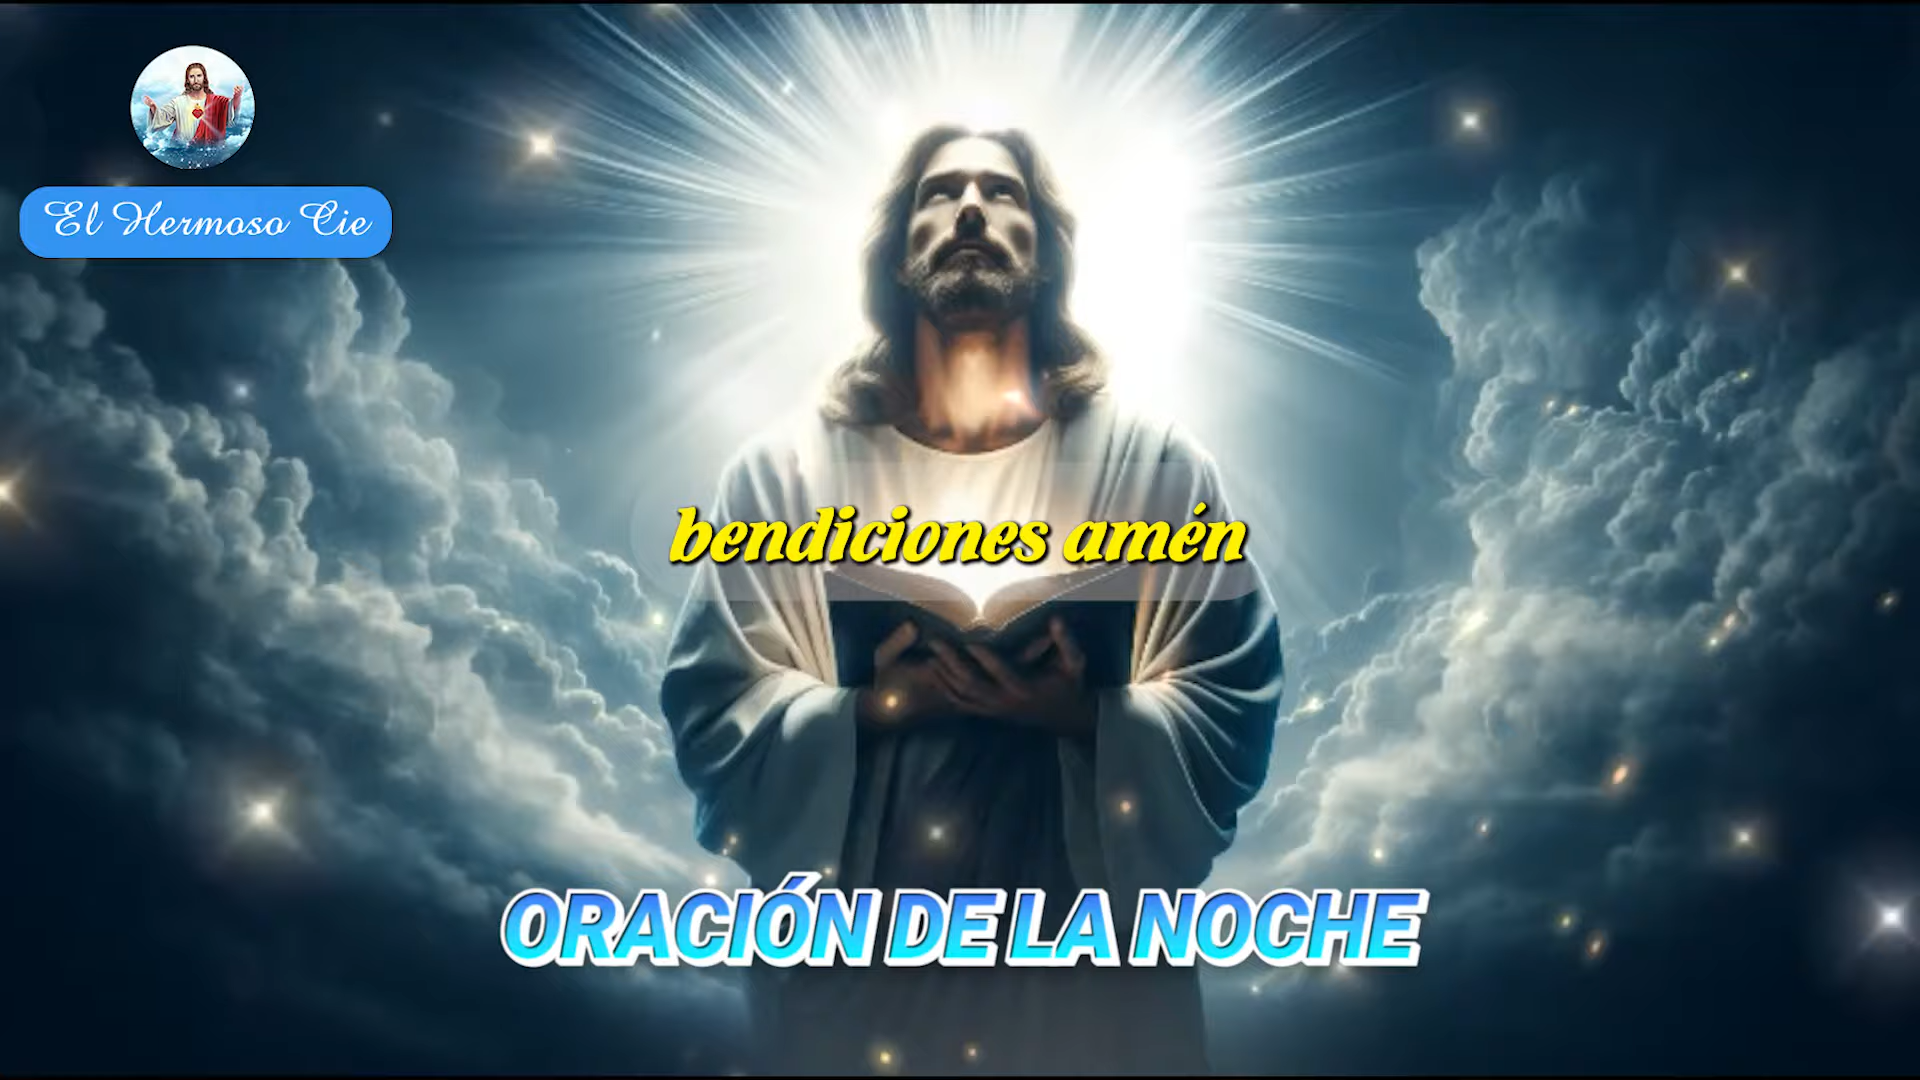 El Hermoso Cie
bendiciones amén
ORACIÓN DE LA NOCHE